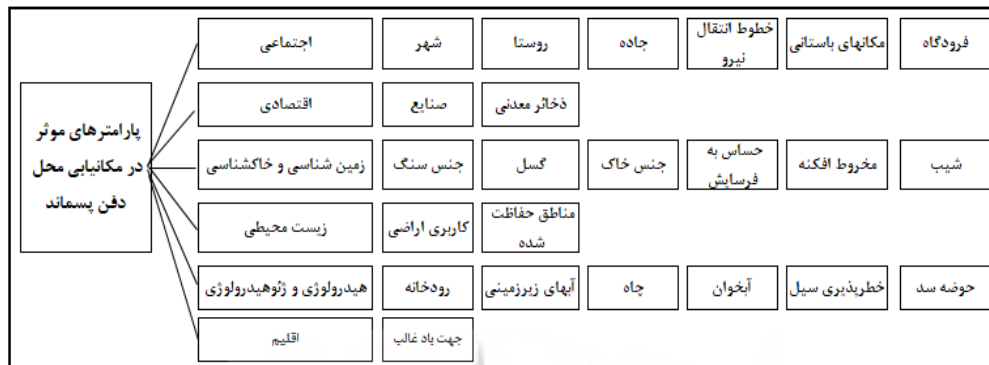 پارامترهای موثر
در مکانیابی محل
دفن پسماند
اجتماعی
شهر
روستا
جاده
خطوط انتقال
نیرو
مکانهای باستانی
فرودگاه
اقتصادی
صنایع
ذخائر معدنی
زمین شناسی و خاکشناسی
جنس سنگ
گسل
جنس خاک
حساس به
فرسایش
مخروط افکنه
شیب
زیست محیطی
کاربری اراضی
مناطق حفاظت
شده
هیدرولوژی و ژئوهیدرولوژی
رودخانه
آبهای زیرزمینی
چاه
آبخوان
خطرپذیری سیل
حوضه سد
اقلیم
جهت باد غالب